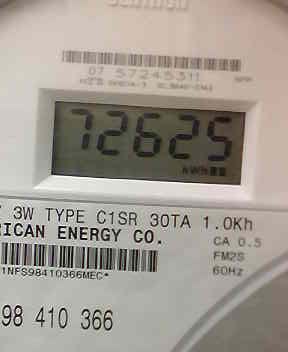 07 57245311
72625
kWh
3W TYPE C1SR 30TA 1.0Kh
RICAN ENERGY CO.
CA 0.5
FM2S
60Hz
1NFS98410366MEC*
98 410 366